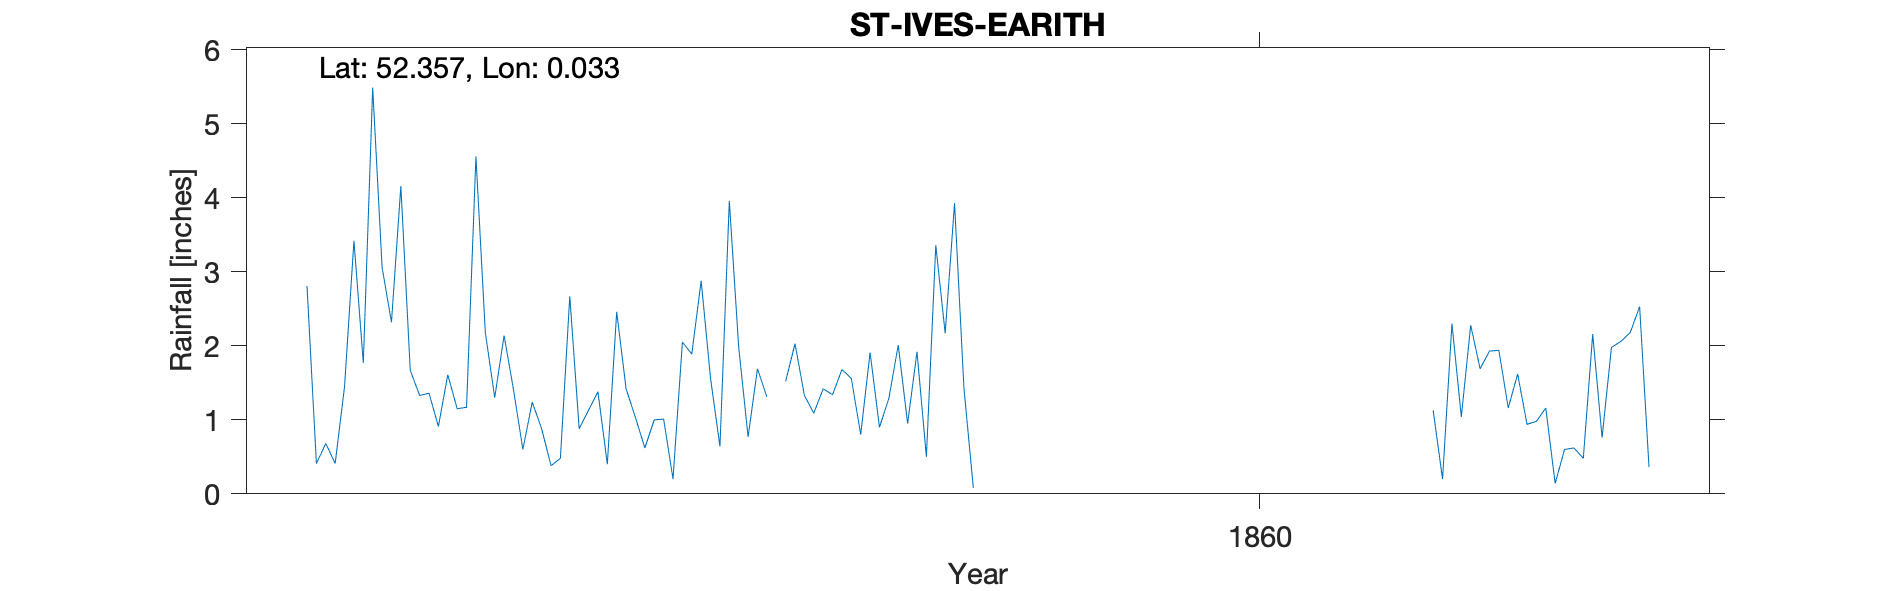 ST-IVES-EARITH
Lat: 52.357, Lon: 0.033
6
5
4
3
2
1
0
Rainfall [inches]
1860
Year